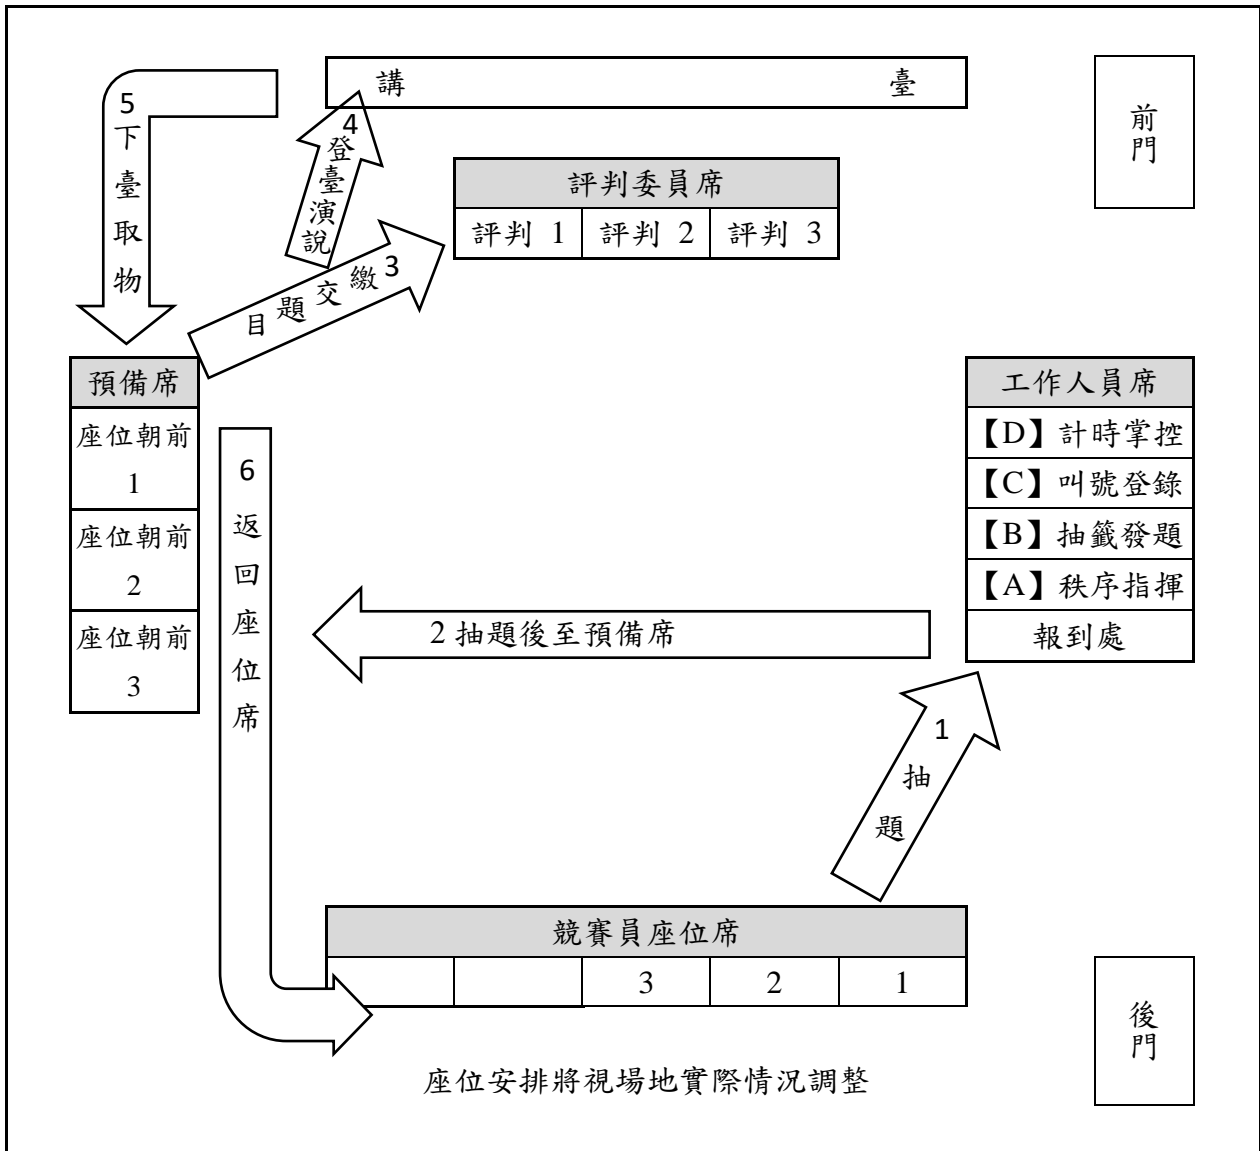 講 臺
前
門
5
下
臺
取
物
4
登
臺
演
說
評判委員席
評判 1 評判 2 評判 3
3
繳
交
題
目
預備席
座位朝前
1
座位朝前
2
座位朝前
3
工作人員席
【D】計時掌控
【C】叫號登錄
【B】抽籤發題
【A】秩序指揮
報到處
6
返
回
座
位
席
2 抽題後至預備席
1
抽
題
競賽員座位席
3 2 1
後
門
座位安排將視場地實際情況調整